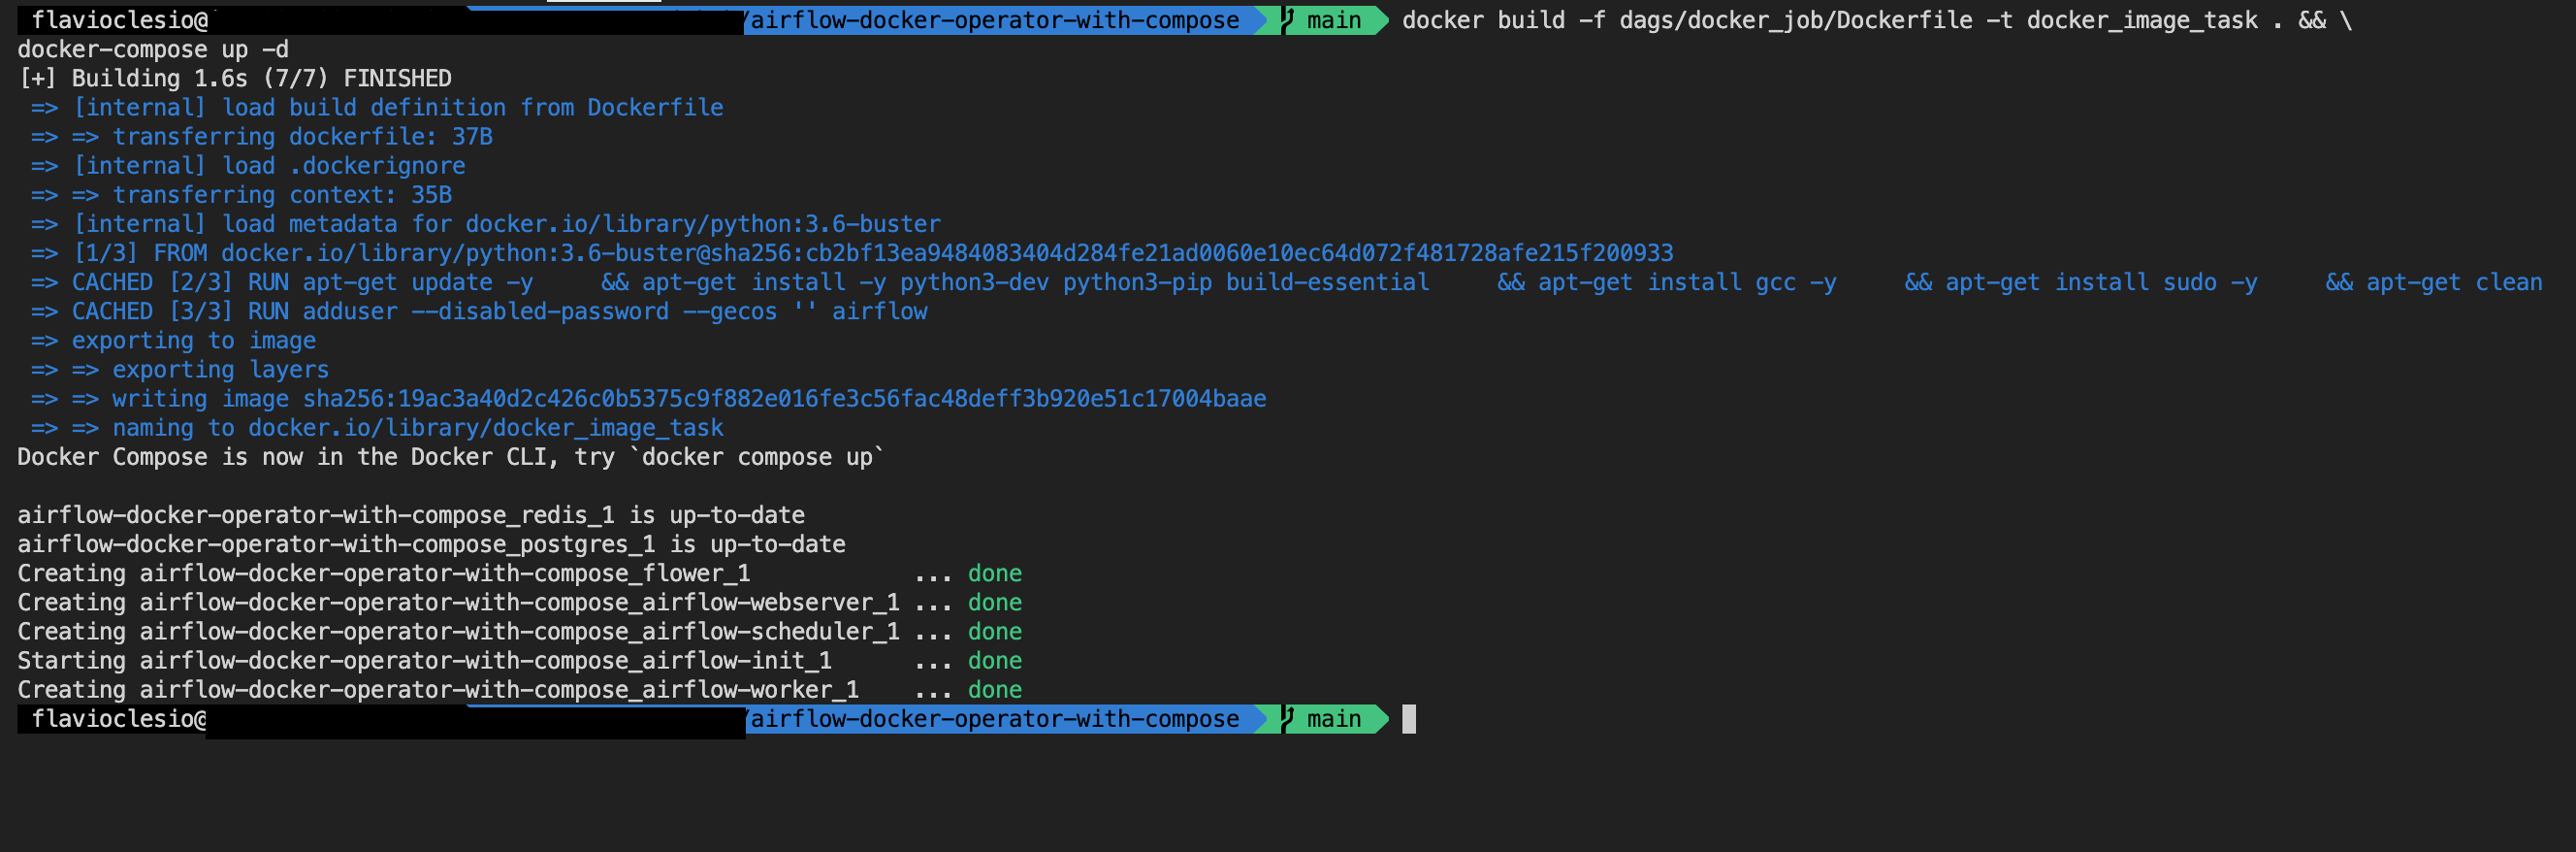 flavioclesio@ /airflow-docker-operator-with-compose main docker build -f dags/docker_job/Dockerfile -t docker_image_task . && \
docker-compose up -d
[+] Building 1.6s (7/7) FINISHED
=> [internal] load build definition from Dockerfile
=> => transferring dockerfile: 37B
=> [internal] load .dockerignore
=> => transferring context: 35B
=> [internal] load metadata for docker.io/library/python:3.6-buster
=> [1/3] FROM docker.io/library/python:3.6-buster@sha256:cb2bf13ea9484083404d284fe21ad0060e10ec64d072f481728afe215f200933
=> CACHED [2/3] RUN apt-get update -y     && apt-get install -y python3-dev python3-pip build-essential     && apt-get install gcc -y     && apt-get install sudo -y     && apt-get clean
=> CACHED [3/3] RUN adduser --disabled-password --gecos '' airflow
=> exporting to image
=> => exporting layers
=> => writing image sha256:19ac3a40d2c426c0b5375c9f882e016fe3c56fac48deff3b920e51c17004baae
=> => naming to docker.io/library/docker_image_task
Docker Compose is now in the Docker CLI, try `docker compose up`
airflow-docker-operator-with-compose_redis_1 is up-to-date
airflow-docker-operator-with-compose_postgres_1 is up-to-date
Creating airflow-docker-operator-with-compose_flower_1            ... done
Creating airflow-docker-operator-with-compose_airflow-webserver_1 ... done
Creating airflow-docker-operator-with-compose_airflow-scheduler_1 ... done
Starting airflow-docker-operator-with-compose_airflow-init_1      ... done
Creating airflow-docker-operator-with-compose_airflow-worker_1    ... done
flavioclesio@ /airflow-docker-operator-with-compose main